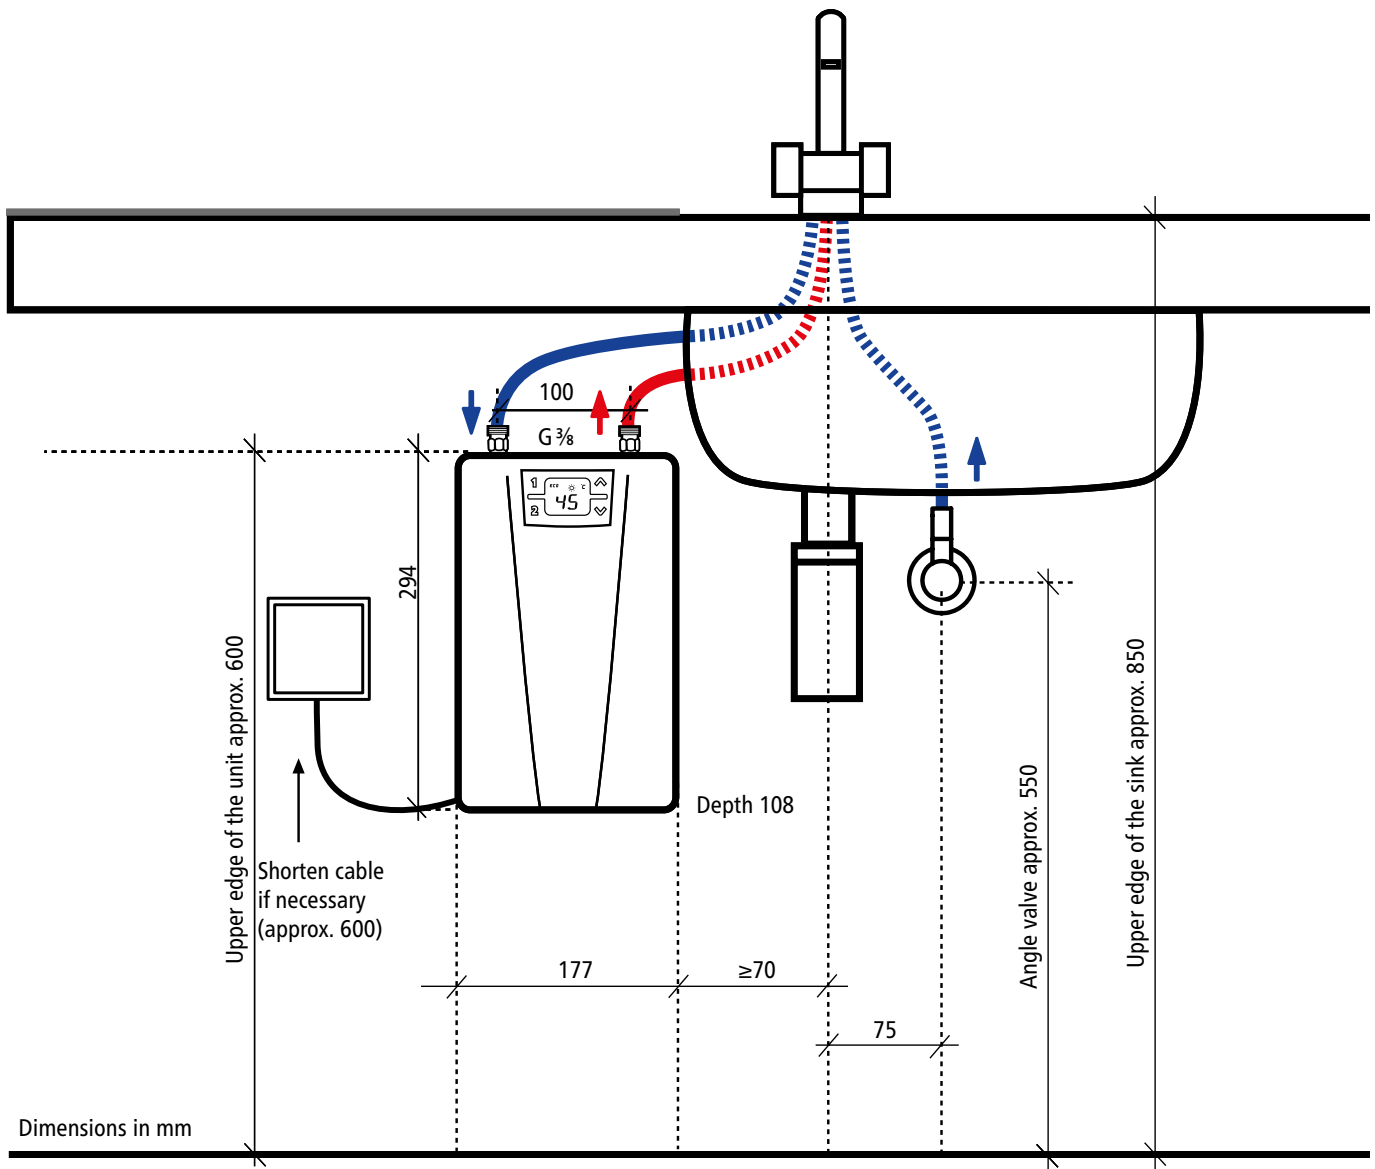 100
G ⅜
1
eco
°C
45
2
294
Upper edge of the unit approx. 600
Shorten cable
if necessary
(approx. 600)
Depth 108
Angle valve approx. 550
Upper edge of the sink approx. 850
177
≥70
75
Dimensions in mm